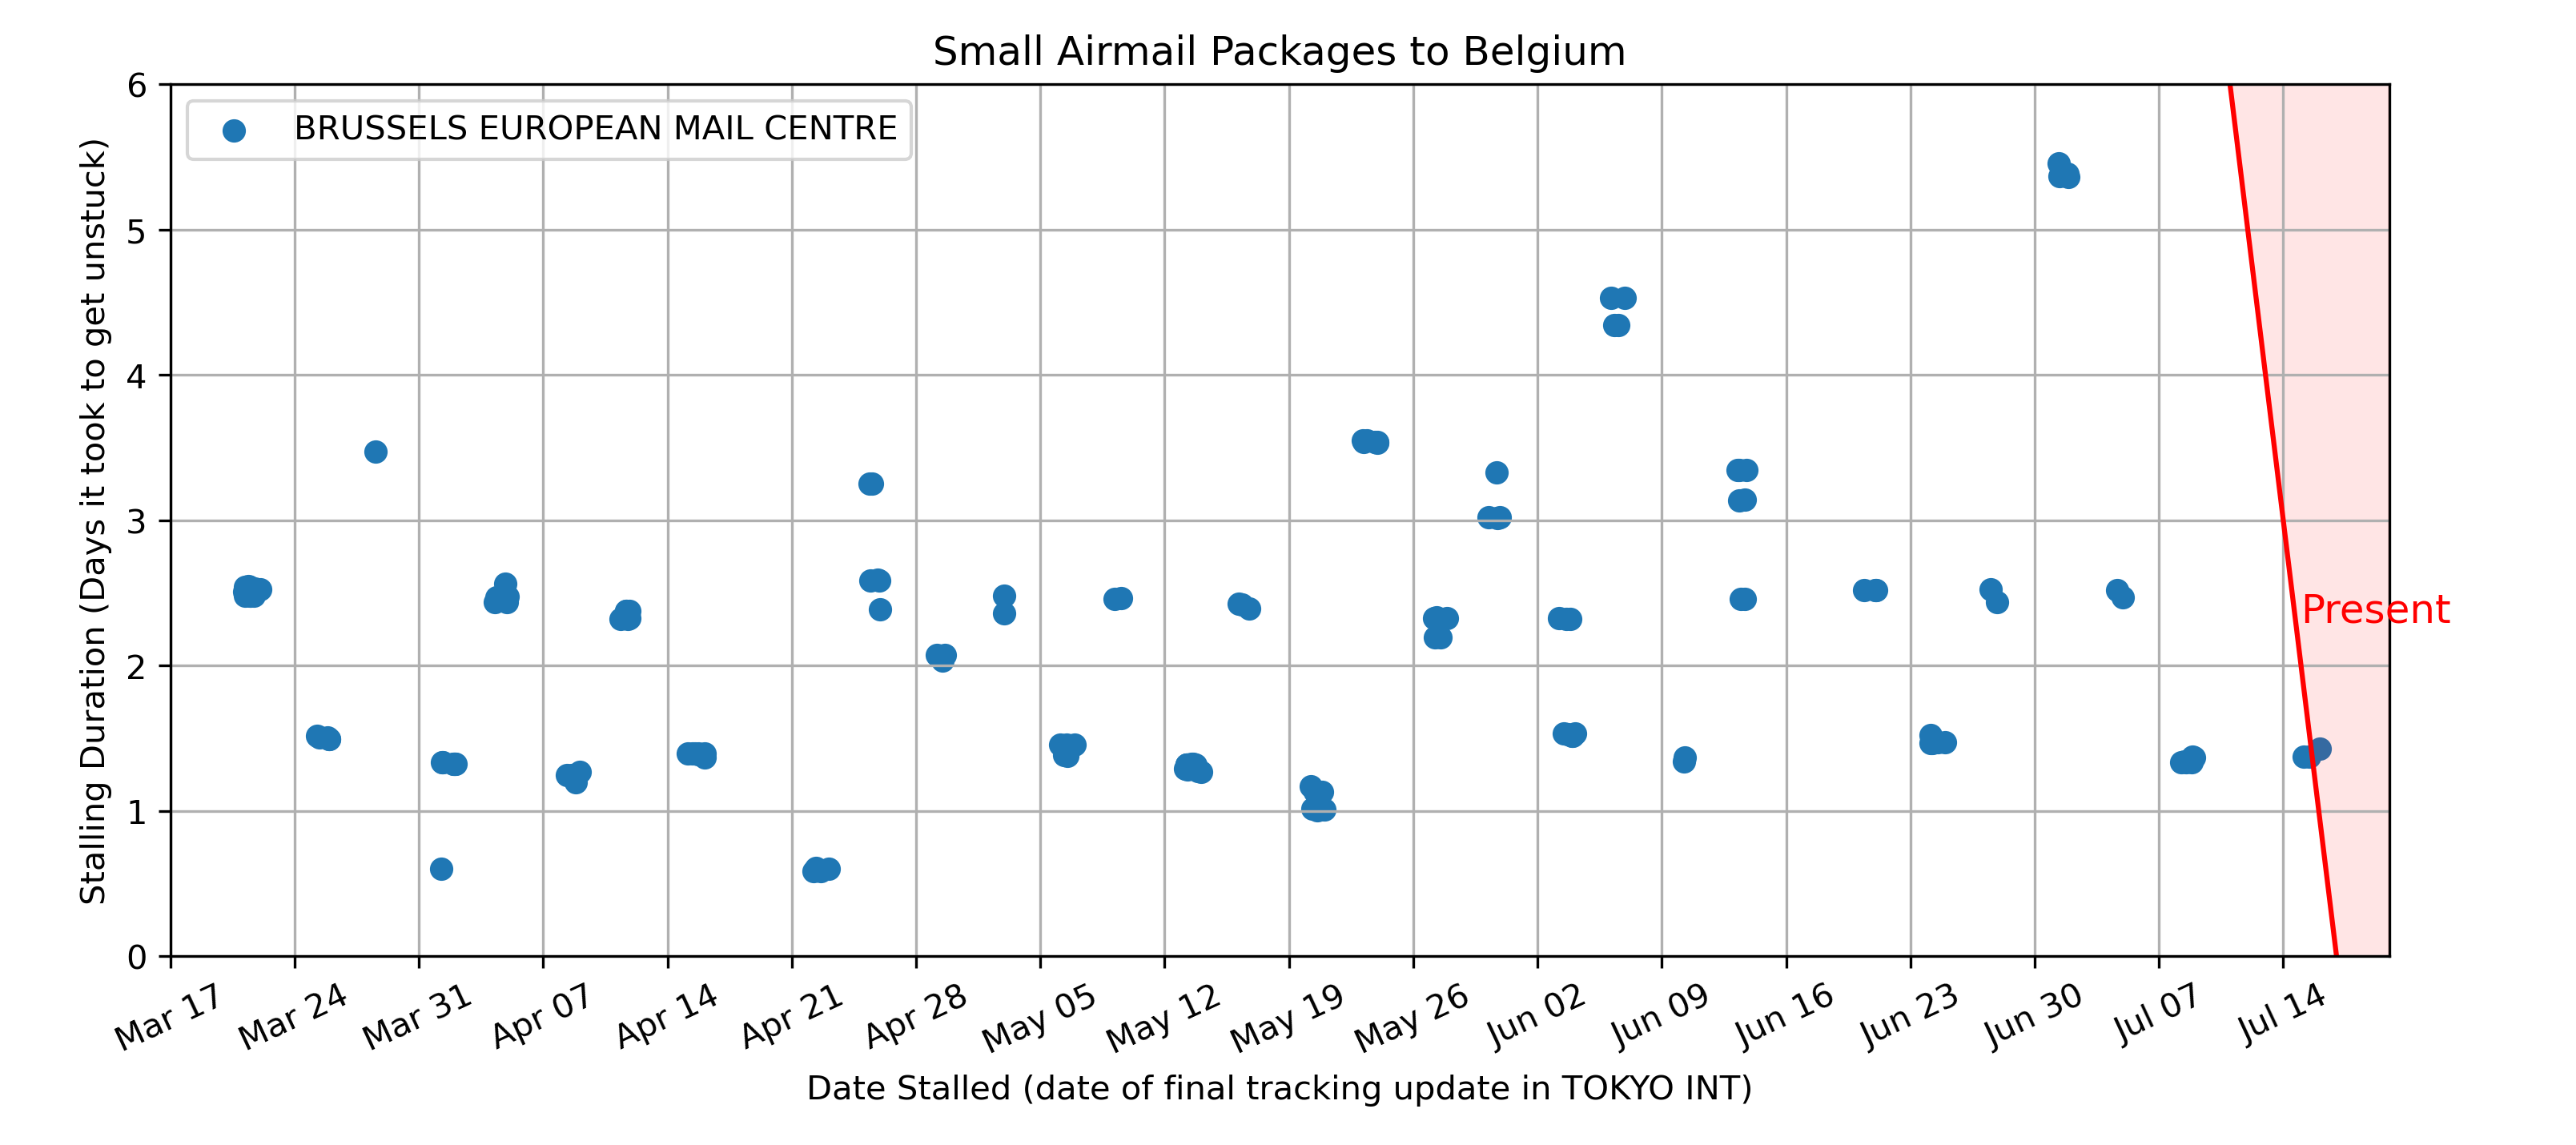 Small Airmail Packages to Belgium
BRUSSELS EUROPEAN MAIL CENTRE
Stalling Duration (Days it took to get unstuck)
6
5
4
3
2
1
0
Present
Mar 17
Mar 24
Mar 31
Apr 07
Apr 14
Apr 21
Apr 28
May 05
May 12
May 19
May 26
Jun 02
Jun 09
Jun 16
Jun 23
Jun 30
Jul 07
Jul 14
Date Stalled (date of final tracking update in TOKYO INT)